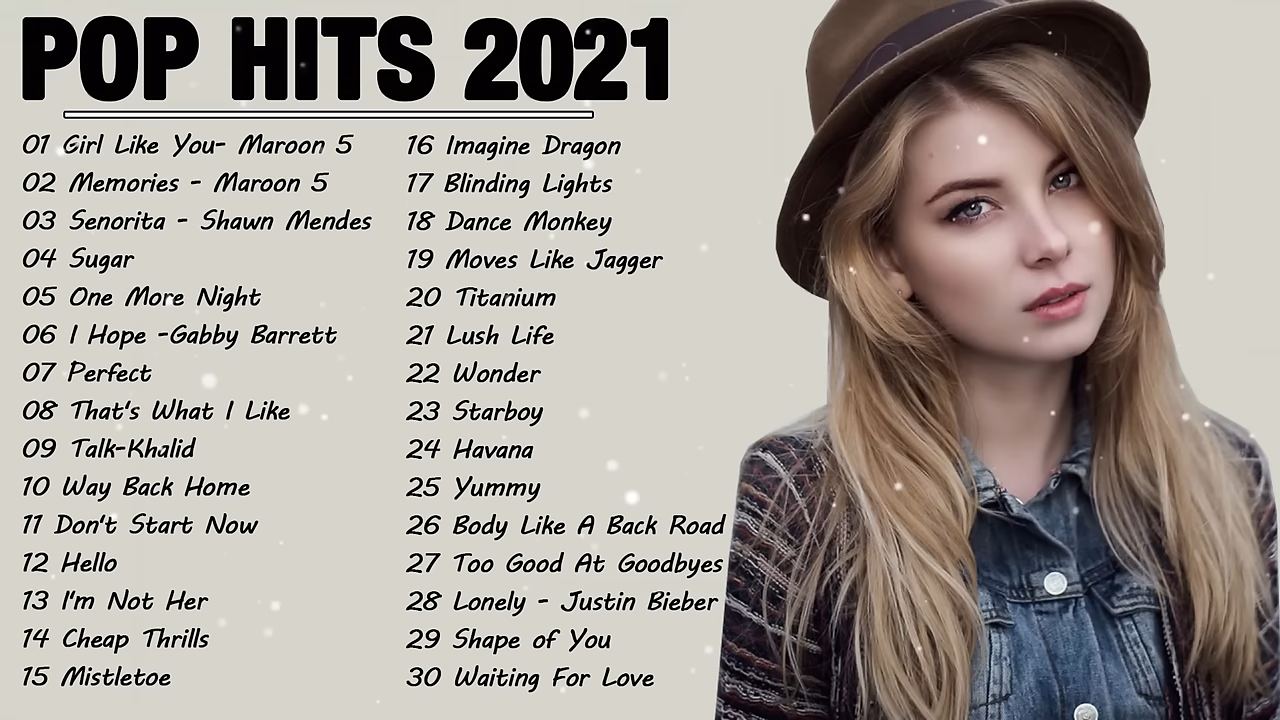 POP HITS 2021
01 Girl Like You- Maroon 5
02 Memories - Maroon 5
03 Senorita - Shawn Mendes
04 Sugar
05 One More Night
06 I Hope -Gabby Barrett
07 Perfect
08 That's What I Like
09 Talk-Khalid
10 Way Back Home
11 Don't Start Now
12 Hello
13 I'm Not Her
14 Cheap Thrills
15 Mistletoe
16 Imagine Dragon
17 Blinding Lights
18 Dance Monkey
19 Moves Like Jagger
20 Titanium
21 Lush Life
22 Wonder
23 Starboy
24 Havana
25 Yummy
26 Body Like A Back Road
27 Too Good At Goodbyes
28 Lonely - Justin Bieber
29 Shape of You
30 Waiting For Love